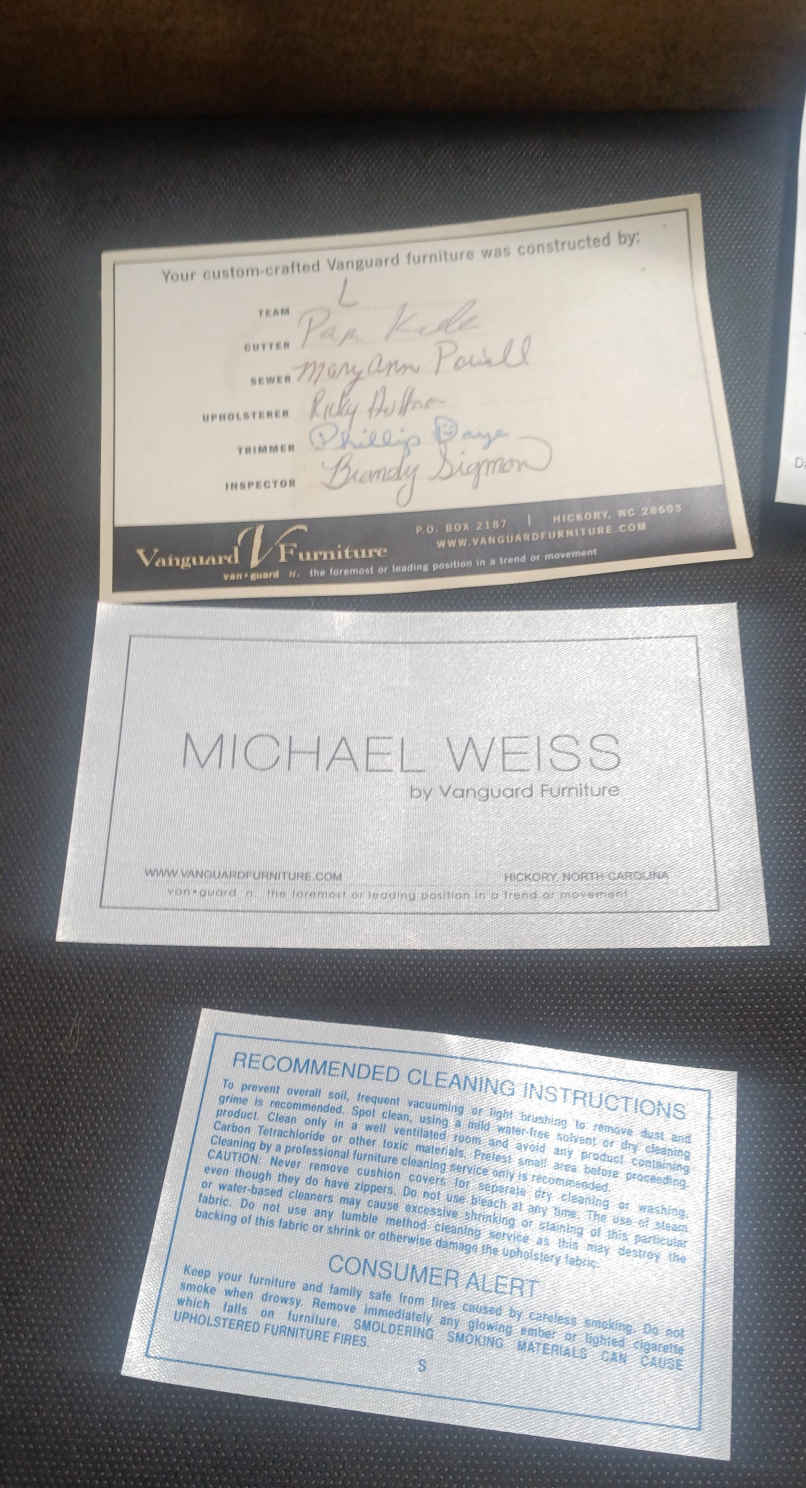 Your custom-crafted Vanguard furniture was constructed by:
TEAM L
CUTTER Pap
SEWER MaryAnn Powell
UPHOLSTERER Ricky
TRIMMER Phillip Daye
INSPECTOR Brandy Sigmon
Vanguard V Furniture
P.O. BOX 2187 | HICKORY, NC 28603
WWW.VANGUARDFURNITURE.COM
van•guard n. the foremost or leading position in a trend or movement
MICHAEL WEISS
by Vanguard Furniture
WWW.VANGUARDFURNITURE.COM HICKORY, NORTH CAROLINA
van•guard n. the foremost or leading position in a trend or movement
RECOMMENDED CLEANING INSTRUCTIONS
To prevent overall soil, frequent vacuuming or light brushing to remove dust and
grime is recommended. Spot clean, using a mild water-free solvent or dry cleaning
product. Clean only in a well ventilated room and avoid any product containing
Carbon Tetrachloride or other toxic materials. Pretest small area before proceeding.
Cleaning by a professional furniture cleaning service only is recommended.
CAUTION: Never remove cushion covers for separate dry cleaning or washing,
even though they do have zippers. Do not use bleach at any time. The use of steam
or water-based cleaners may cause excessive shrinking or staining of this particular
fabric. Do not use any tumble method cleaning service as this may destroy the
backing of this fabric or shrink or otherwise damage the upholstery fabric.
CONSUMER ALERT
Keep your furniture and family safe from fires caused by careless smoking. Do not
smoke when drowsy. Remove immediately any glowing ember or lighted cigarette
which falls on furniture. SMOLDERING SMOKING MATERIALS CAN CAUSE
UPHOLSTERED FURNITURE FIRES.
S